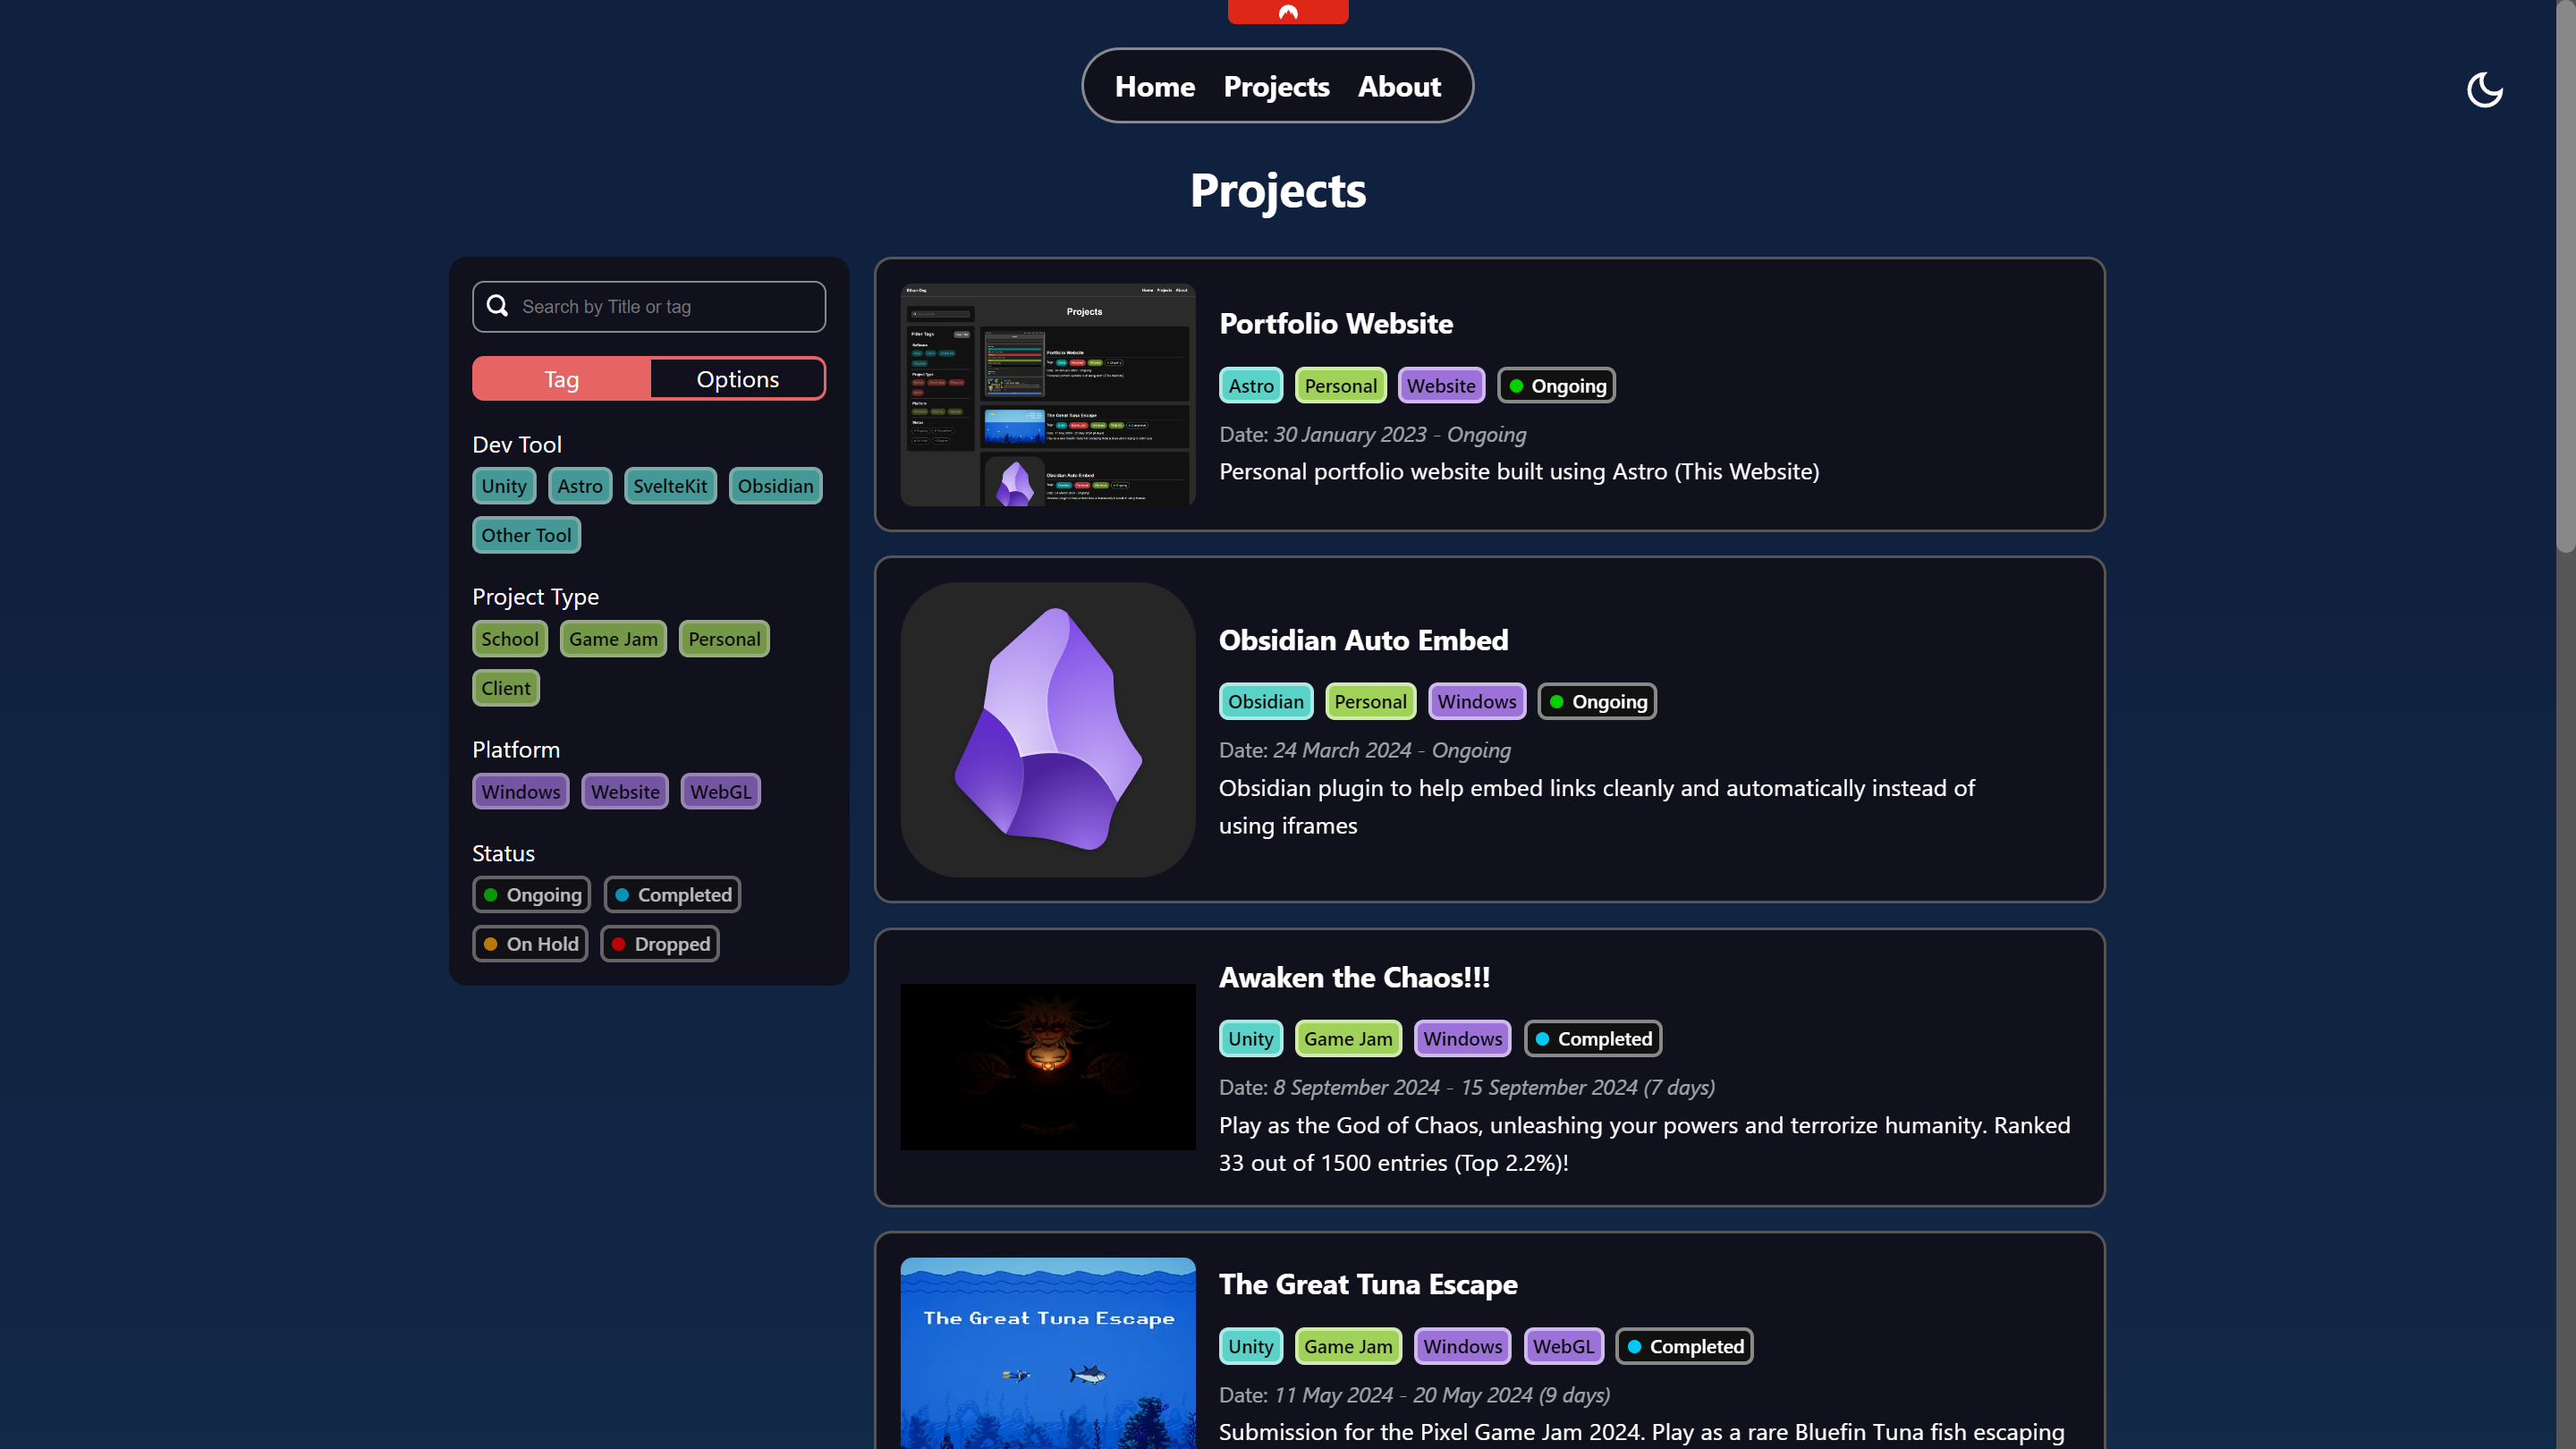 Home Projects About
Projects
Search by Title or tag
Tag Options
Dev Tool
Unity Astro SvelteKit Obsidian
Other Tool
Project Type
School Game Jam Personal
Client
Platform
Windows Website WebGL
Status
Ongoing Completed
On Hold Dropped
Projects
Portfolio Website
Astro Personal Website Ongoing
Date: 30 January 2023 - Ongoing
Personal portfolio website built using Astro (This Website)
Obsidian Auto Embed
Obsidian Personal Windows Ongoing
Date: 24 March 2024 - Ongoing
Obsidian plugin to help embed links cleanly and automatically instead of
using iframes
Awaken the Chaos!!!
Unity Game Jam Windows Completed
Date: 8 September 2024 - 15 September 2024 (7 days)
Play as the God of Chaos, unleashing your powers and terrorize humanity. Ranked
33 out of 1500 entries (Top 2.2%)!
The Great Tuna Escape
The Great Tuna Escape
Unity Game Jam Windows WebGL Completed
Date: 11 May 2024 - 20 May 2024 (9 days)
Submission for the Pixel Game Jam 2024. Play as a rare Bluefin Tuna fish escaping